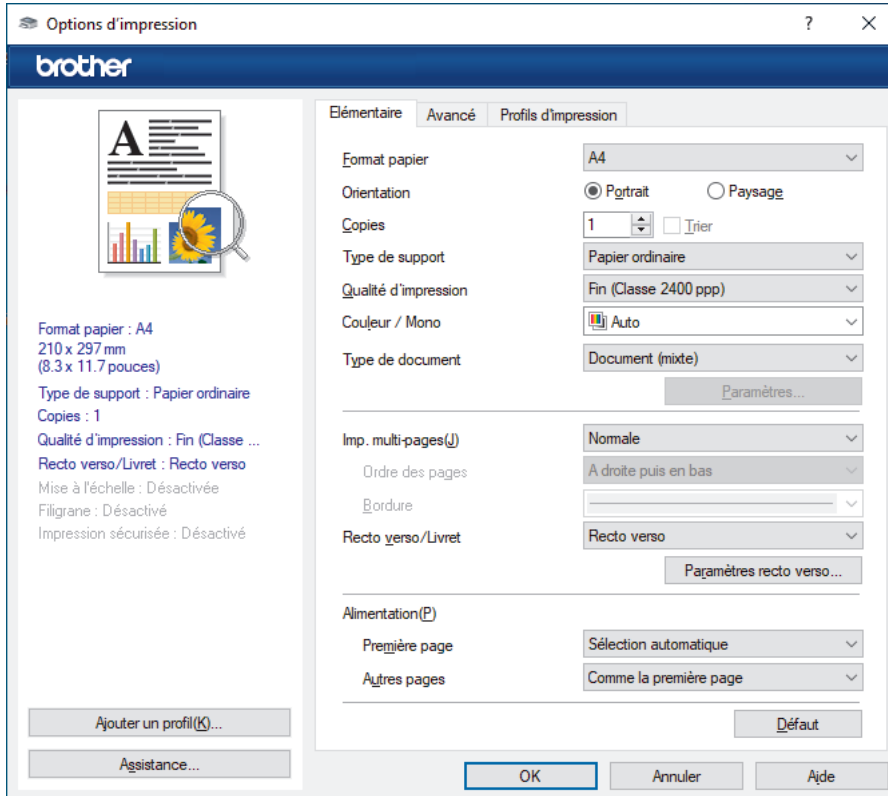 Options d'impression
?
brother
A
Format papier : A4
210 x 297 mm
(8.3 x 11.7 pouces)
Type de support : Papier ordinaire
Copies : 1
Qualité d'impression : Fin (Classe ...
Recto verso/Livret : Recto verso
Mise à l'échelle : Désactivée
Filigrane : Désactivé
Impression sécurisée : Désactivé
Ajouter un profil(K)...
Assistance...
Elémentaire Avancé Profils d'impression
Format papier A4
Orientation Portrait Paysage
Copies 1 Trier
Type de support Papier ordinaire
Qualité d'impression Fin (Classe 2400 ppp)
Couleur / Mono Auto
Type de document Document (mixte)
Paramètres...
Imp. multi-pages(J) Normale
Ordre des pages A droite puis en bas
Bordure
Recto verso/Livret Recto verso
Paramètres recto verso...
Alimentation(P)
Première page Sélection automatique
Autres pages Comme la première page
Défaut
OK Annuler Aide